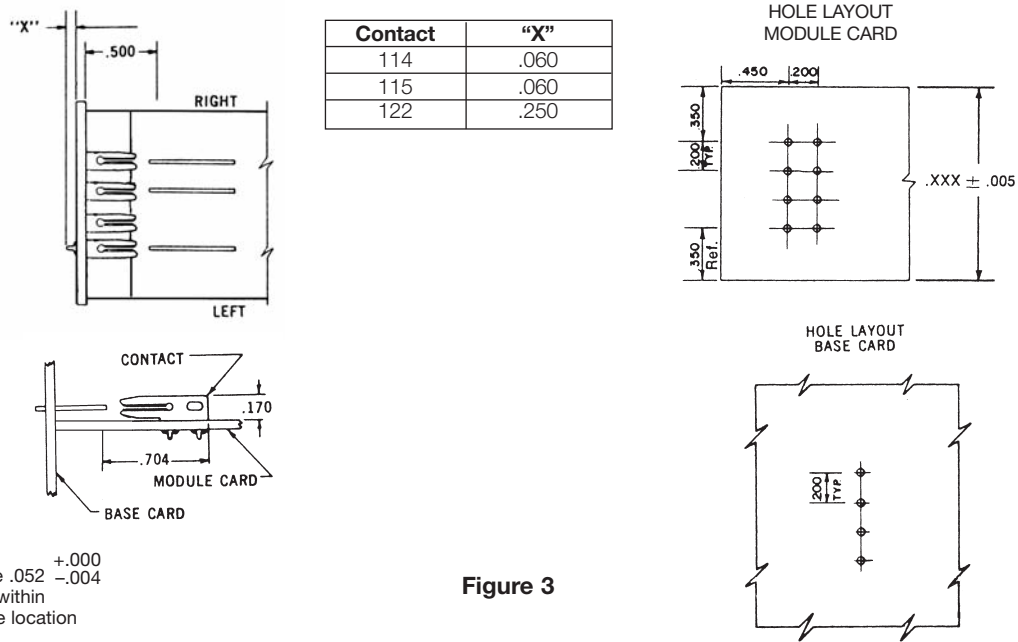 "X"
.500
RIGHT
LEFT
Contact "X"
114 .060
115 .060
122 .250
HOLE LAYOUT
MODULE CARD
.450 .200
.350
.200
TYP.
.350
Ref.
.XXX ± .005
CONTACT
.170
.704
MODULE CARD
BASE CARD
HOLE LAYOUT
BASE CARD
.200
TYP.
+.000
.052 –.004
within
location
Figure 3